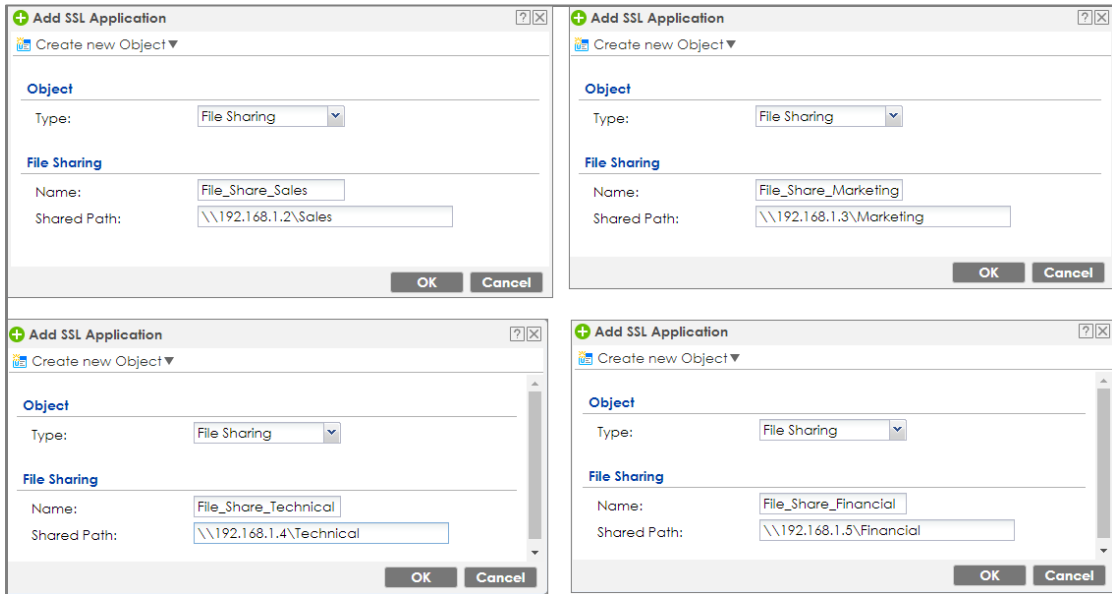 Add SSL Application
Create new Object
Object
Type: File Sharing
File Sharing
Name: File_Share_Sales
Shared Path: \\192.168.1.2\Sales
OK Cancel
Add SSL Application
Create new Object
Object
Type: File Sharing
File Sharing
Name: File_Share_Marketing
Shared Path: \\192.168.1.3\Marketing
OK Cancel
Add SSL Application
Create new Object
Object
Type: File Sharing
File Sharing
Name: File_Share_Technical
Shared Path: \\192.168.1.4\Technical
OK Cancel
Add SSL Application
Create new Object
Object
Type: File Sharing
File Sharing
Name: File_Share_Financial
Shared Path: \\192.168.1.5\Financial
OK Cancel